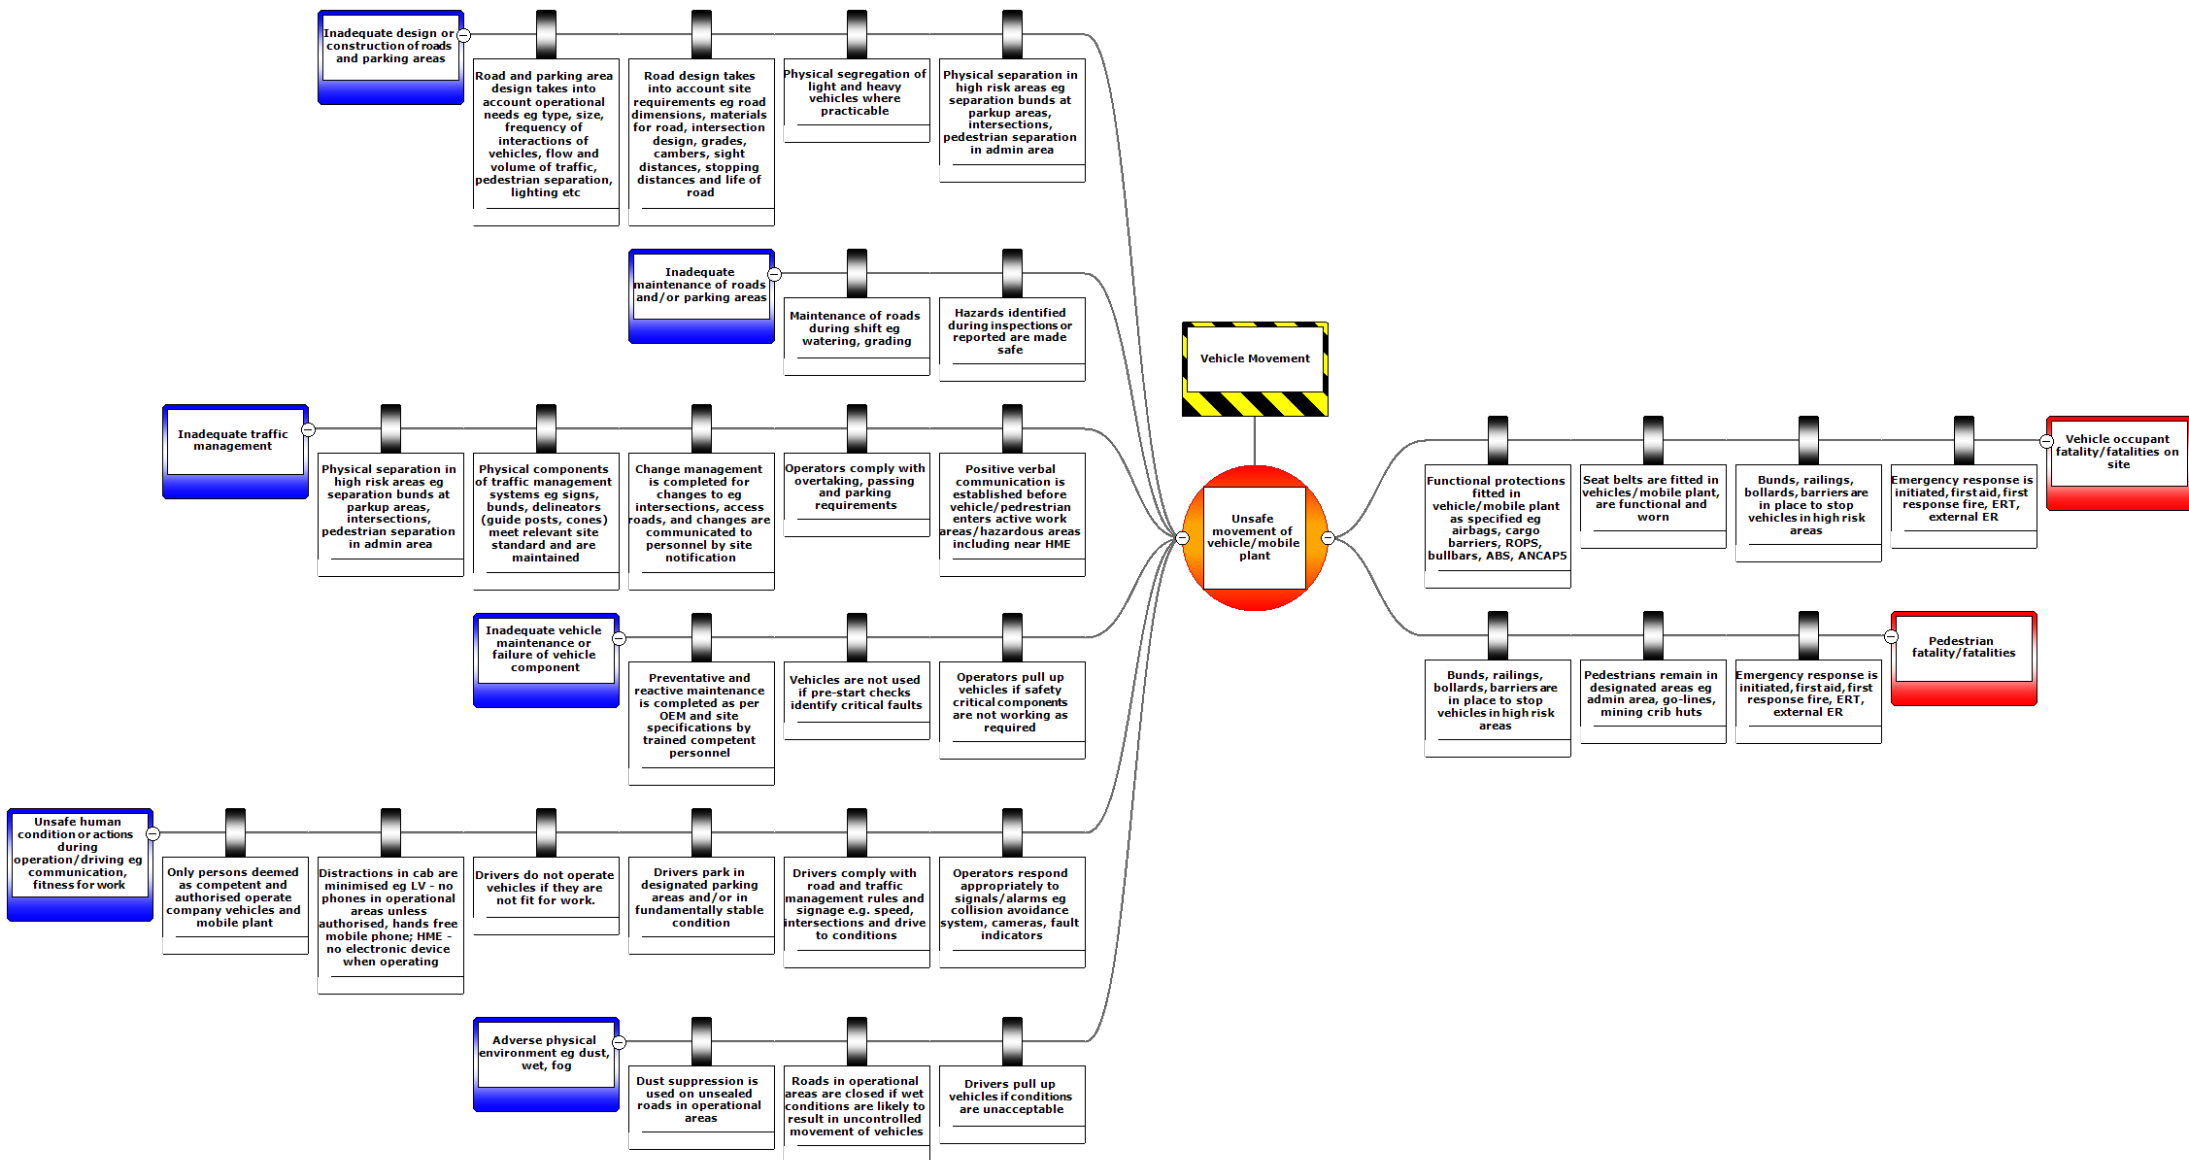 Inadequate design or
construction of roads
and parking areas
Road and parking area
design takes into
account operational
needs eg type, size,
frequency of
interactions of
vehicles, flow and
volume of traffic,
pedestrian separation,
lighting etc
Road design takes
into account site
requirements eg road
dimensions, materials
for road, intersection
design, grades,
cambers, sight
distances, stopping
distances and life of
road
Physical segregation of
light and heavy
vehicles where
practicable
Physical separation in
high risk areas eg
separation bunds at
parkup areas,
intersections,
pedestrian separation
in admin area
Inadequate
maintenance of roads
and/or parking areas
Maintenance of roads
during shift eg
watering, grading
Hazards identified
during inspections or
reported are made
safe
Vehicle Movement
Inadequate traffic
management
Physical separation in
high risk areas eg
separation bunds at
parkup areas,
intersections,
pedestrian separation
in admin area
Physical components
of traffic management
systems eg signs,
bunds, delineators
(guide posts, cones)
meet relevant site
standard and are
maintained
Change management
is completed for
changes to eg
intersections, access
roads, and changes are
communicated to
personnel by site
notification
Operators comply with
overtaking, passing
and parking
requirements
Positive verbal
communication is
established before
vehicle/pedrestrian
enters active work
areas/hazardous areas
including near HME
Unsafe
movement of
vehicle/mobile
plant
Functional protections
fitted in
vehicle/mobile plant
as specified eg
airbags, cargo
barriers, ROPS,
bullbars, ABS, ANCAP5
Seat belts are fitted in
vehicles/mobile plant,
are functional and
worn
Bunds, railings,
bollards, barriers are
in place to stop
vehicles in high risk
areas
Emergency response is
initiated, first aid, first
response fire, ERT,
external ER
Vehicle occupant
fatality/fatalities on
site
Inadequate vehicle
maintenance or
failure of vehicle
component
Preventative and
reactive maintenance
is completed as per
OEM and site
specifications by
trained competent
personnel
Vehicles are not used
if pre-start checks
identify critical faults
Operators pull up
vehicles if safety
critical components
are not working as
required
Bunds, railings,
bollards, barriers are
in place to stop
vehicles in high risk
areas
Pedestrians remain in
designated areas eg
admin area, go-lines,
mining crib huts
Emergency response is
initiated, first aid, first
response fire, ERT,
external ER
Pedestrian
fatality/fatalities
Unsafe human
condition or actions
during
operation/driving eg
communication,
fitness for work
Only persons deemed
as competent and
authorised operate
company vehicles and
mobile plant
Distractions in cab are
minimised eg LV - no
phones in operational
areas unless
authorised, hands free
mobile phone; HME -
no electronic device
when operating
Drivers do not operate
vehicles if they are
not fit for work.
Drivers park in
designated parking
areas and/or in
fundamentally stable
condition
Drivers comply with
road and traffic
management rules and
signage e.g. speed,
intersections and drive
to conditions
Operators respond
appropriately to
signals/alarms eg
collision avoidance
system, cameras, fault
indicators
Adverse physical
environment eg dust,
wet, fog
Dust suppression is
used on unsealed
roads in operational
areas
Roads in operational
areas are closed if wet
conditions are likely to
result in uncontrolled
movement of vehicles
Drivers pull up
vehicles if conditions
are unacceptable